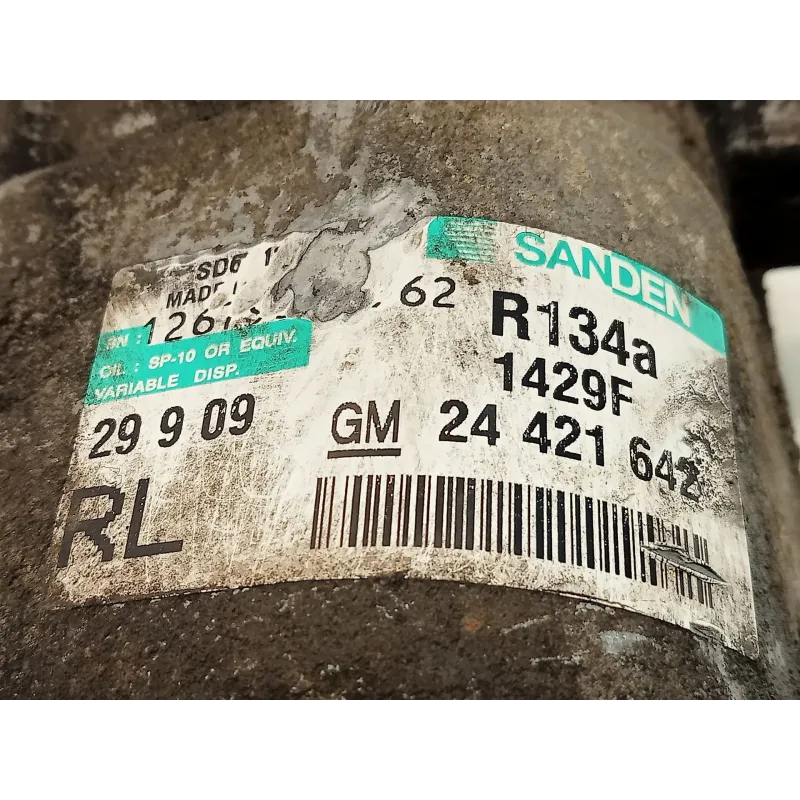 SANDEN
MADE
62
R134a
OIL : SP-10 OR EQUIV.
VARIABLE DISP.
1429F
29 9 09
GM 24 421 642
RL